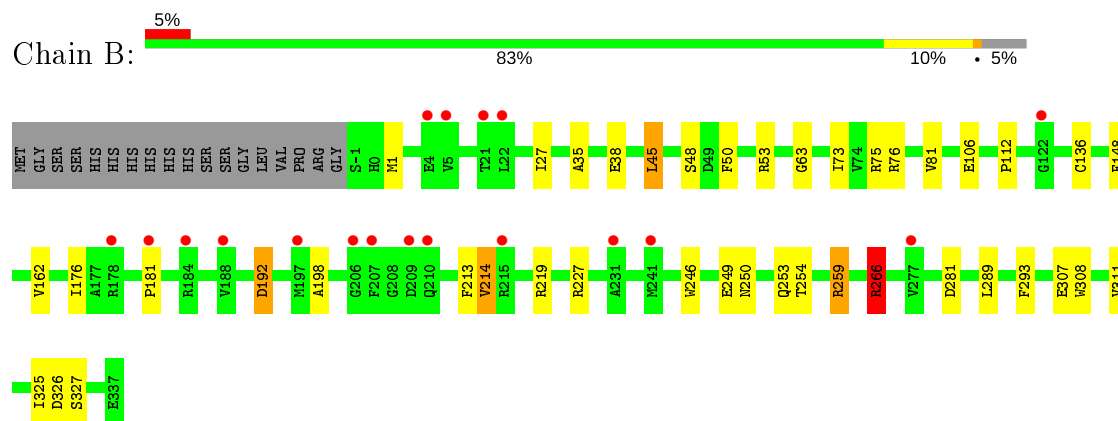 5%
Chain B:
83% 10% • 5%
MET GLY SER SER HIS HIS HIS HIS HIS HIS SER SER GLY LEU VAL PRO ARG GLY S-1 H0 M1 E4 V5 T21 L22 I27 A35 E38 L45 S48 D49 F50 R53 G63 I73 V74 R75 R76 V81 E106 P112 G122 C136
V162 I176 A177 R178 P181 R184 V188 D192 M197 A198 G206 F207 G208 D209 Q210 F213 V214 R215 R219 R227 A231 M241 W246 E249 N250 Q253 T254 R259 R266 V277 D281 L289 F293 E307 W308
I325 D326 S327 E337